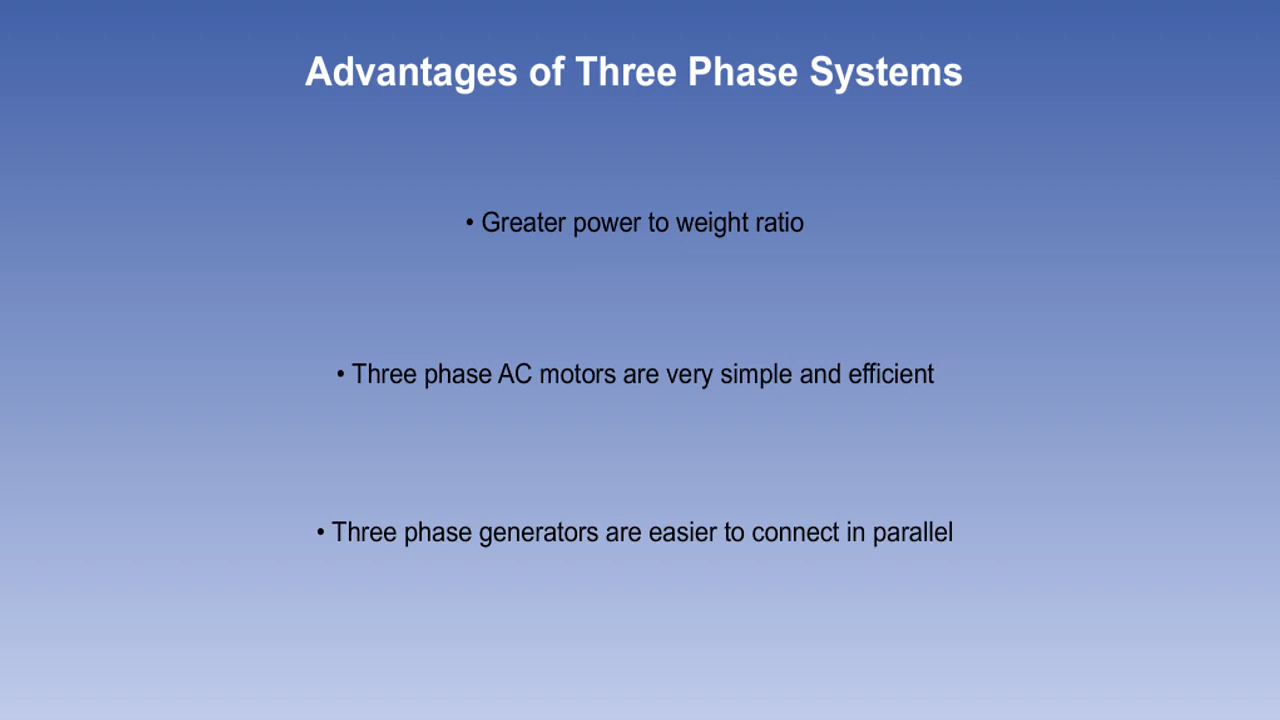 Advantages of Three Phase Systems
• Greater power to weight ratio
• Three phase AC motors are very simple and efficient
• Three phase generators are easier to connect in parallel